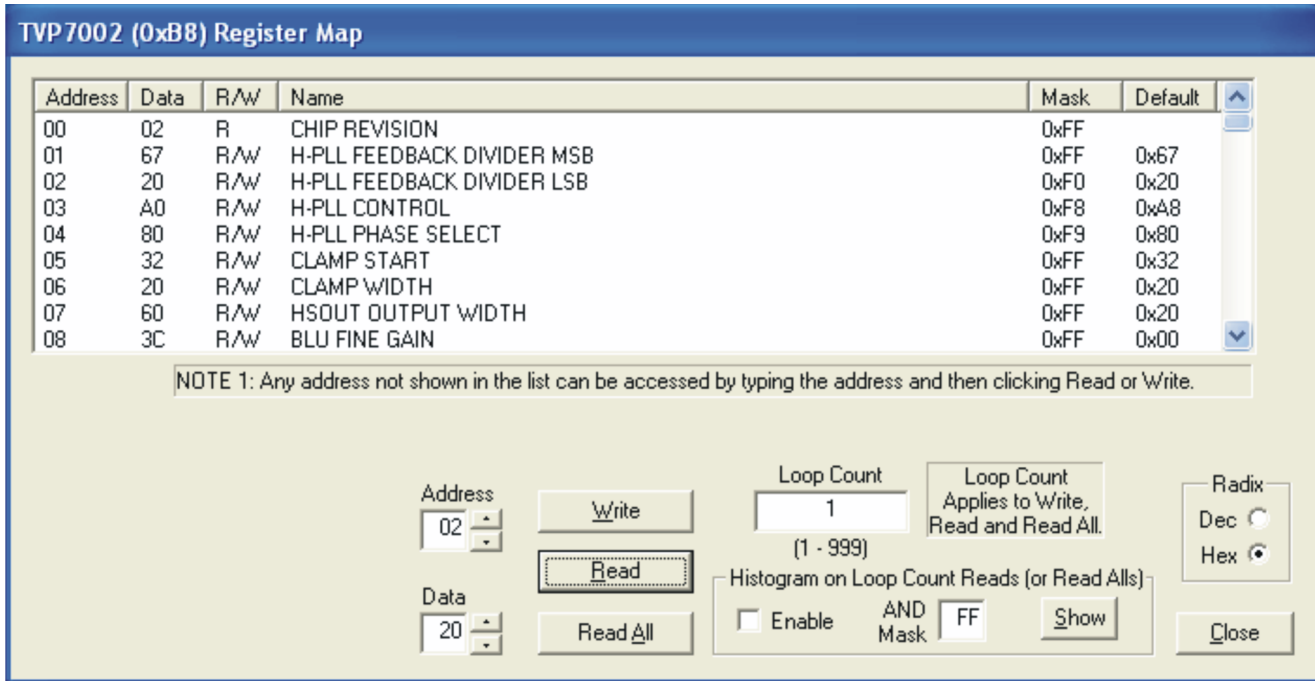 TVP7002 (0xB8) Register Map
Address Data R/W Name Mask Default
00 02 R CHIP REVISION 0xFF
01 67 R/W H-PLL FEEDBACK DIVIDER MSB 0xFF 0x67
02 20 R/W H-PLL FEEDBACK DIVIDER LSB 0xF0 0x20
03 A0 R/W H-PLL CONTROL 0xF8 0xA8
04 80 R/W H-PLL PHASE SELECT 0xF9 0x80
05 32 R/W CLAMP START 0xFF 0x32
06 20 R/W CLAMP WIDTH 0xFF 0x20
07 60 R/W HSOUT OUTPUT WIDTH 0xFF 0x20
08 3C R/W BLU FINE GAIN 0xFF 0x00
NOTE 1: Any address not shown in the list can be accessed by typing the address and then clicking Read or Write.
Address
02
Data
20
Write
Read
Read All
Loop Count
1
(1 - 999)
Loop Count
Applies to Write,
Read and Read All.
Histogram on Loop Count Reads (or Read Alls)
Enable
AND
Mask
FF
Show
Radix
Dec
Hex
Close